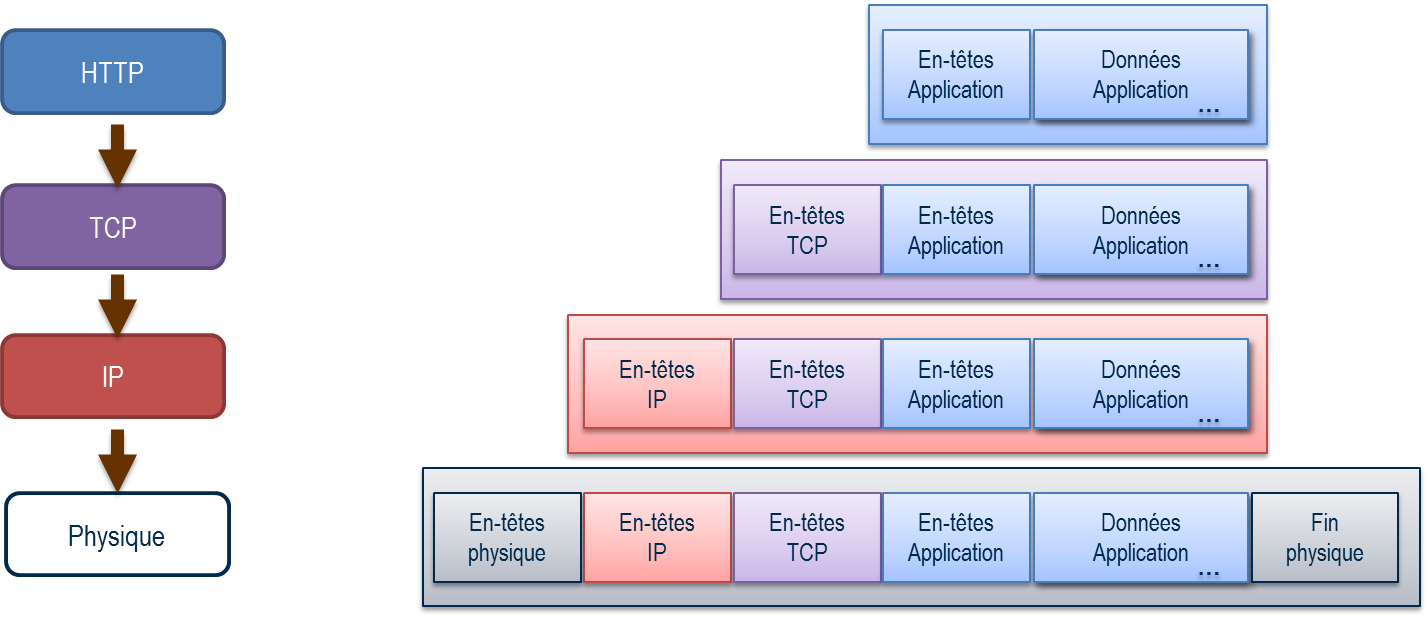 HTTP
En-têtes
Application
Données
Application
...
TCP
En-têtes
TCP
En-têtes
Application
Données
Application
...
IP
En-têtes
IP
En-têtes
TCP
En-têtes
Application
Données
Application
...
Physique
En-têtes
physique
En-têtes
IP
En-têtes
TCP
En-têtes
Application
Données
Application
...
Fin
physique